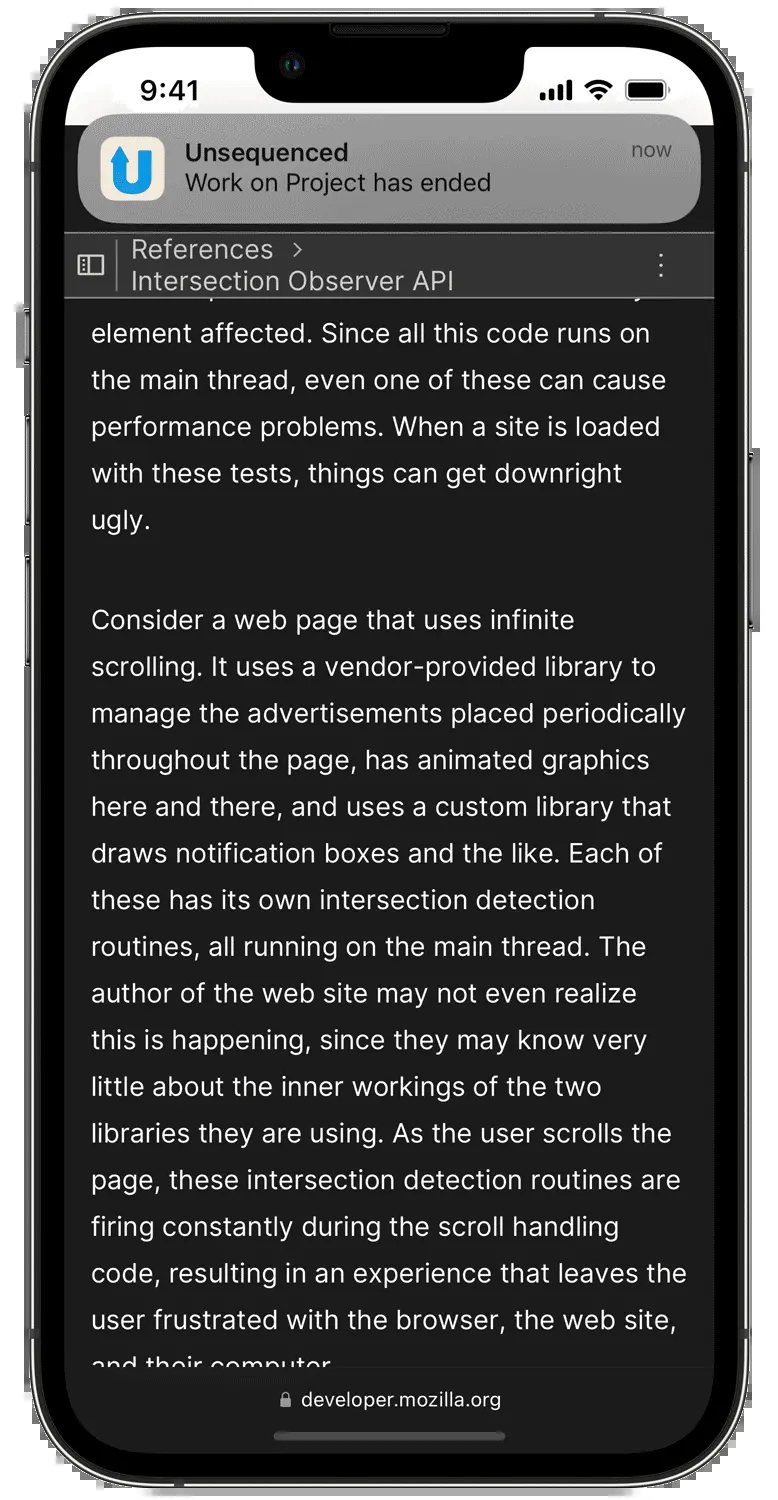 9:41
Unsequenced
now
Work on Project has ended
References >
Intersection Observer API
element affected. Since all this code runs on
the main thread, even one of these can cause
performance problems. When a site is loaded
with these tests, things can get downright
ugly.
Consider a web page that uses infinite
scrolling. It uses a vendor-provided library to
manage the advertisements placed periodically
throughout the page, has animated graphics
here and there, and uses a custom library that
draws notification boxes and the like. Each of
these has its own intersection detection
routines, all running on the main thread. The
author of the web site may not even realize
this is happening, since they may know very
little about the inner workings of the two
libraries they are using. As the user scrolls the
page, these intersection detection routines are
firing constantly during the scroll handling
code, resulting in an experience that leaves the
user frustrated with the browser, the web site,
and their computer
developer.mozilla.org